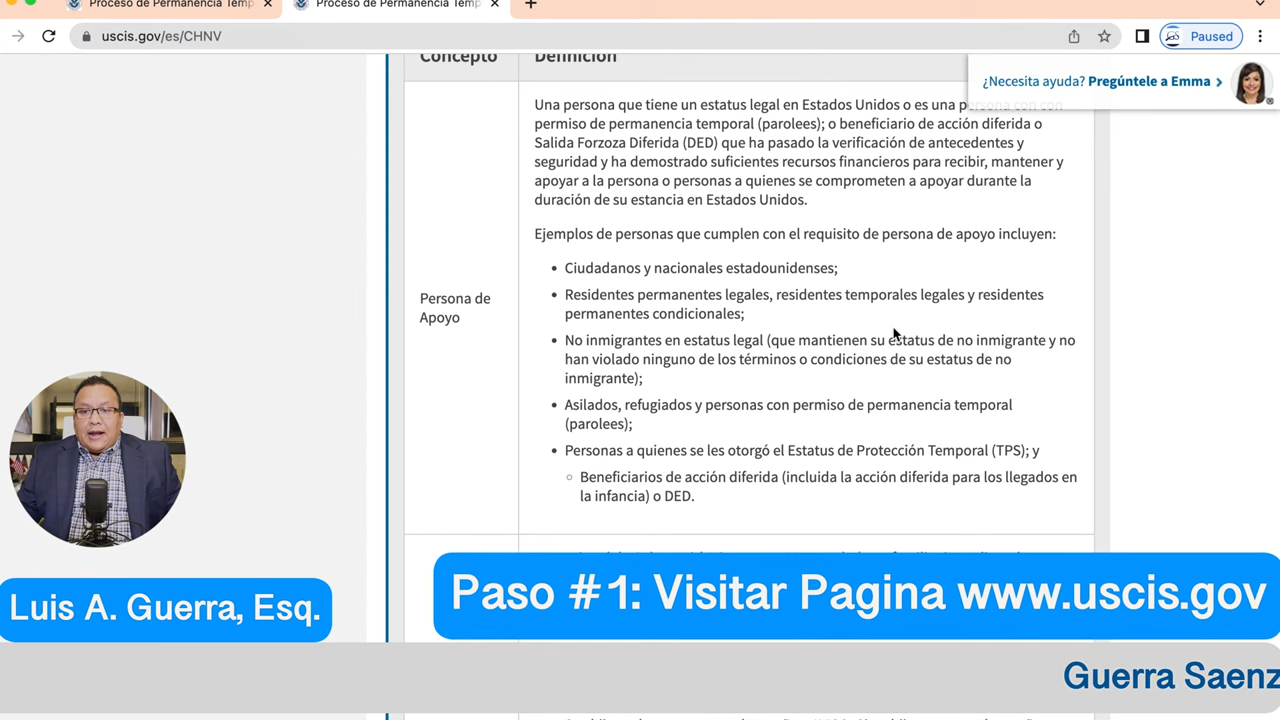 Proceso de Permanencia Temp
Proceso de Permanencia Temp
uscis.gov/es/CHNV
Paused
¿Necesita ayuda? Pregúntele a Emma
Concepto
Definición
Una persona que tiene un estatus legal en Estados Unidos o es una persona con con
permiso de permanencia temporal (parolees); o beneficiario de acción diferida o
Salida Forzoza Diferida (DED) que ha pasado la verificación de antecedentes y
seguridad y ha demostrado suficientes recursos financieros para recibir, mantener y
apoyar a la persona o personas a quienes se comprometen a apoyar durante la
duración de su estancia en Estados Unidos.
Ejemplos de personas que cumplen con el requisito de persona de apoyo incluyen:
• Ciudadanos y nacionales estadounidenses;
• Residentes permanentes legales, residentes temporales legales y residentes
permanentes condicionales;
Persona de
Apoyo
• No inmigrantes en estatus legal (que mantienen su estatus de no inmigrante y no
han violado ninguno de los términos o condiciones de su estatus de no
inmigrante);
• Asilados, refugiados y personas con permiso de permanencia temporal
(parolees);
• Personas a quienes se les otorgó el Estatus de Protección Temporal (TPS); y
◦ Beneficiarios de acción diferida (incluida la acción diferida para los llegados en
la infancia) o DED.
Paso #1: Visitar Pagina www.uscis.gov
Luis A. Guerra, Esq.
Guerra Saenz